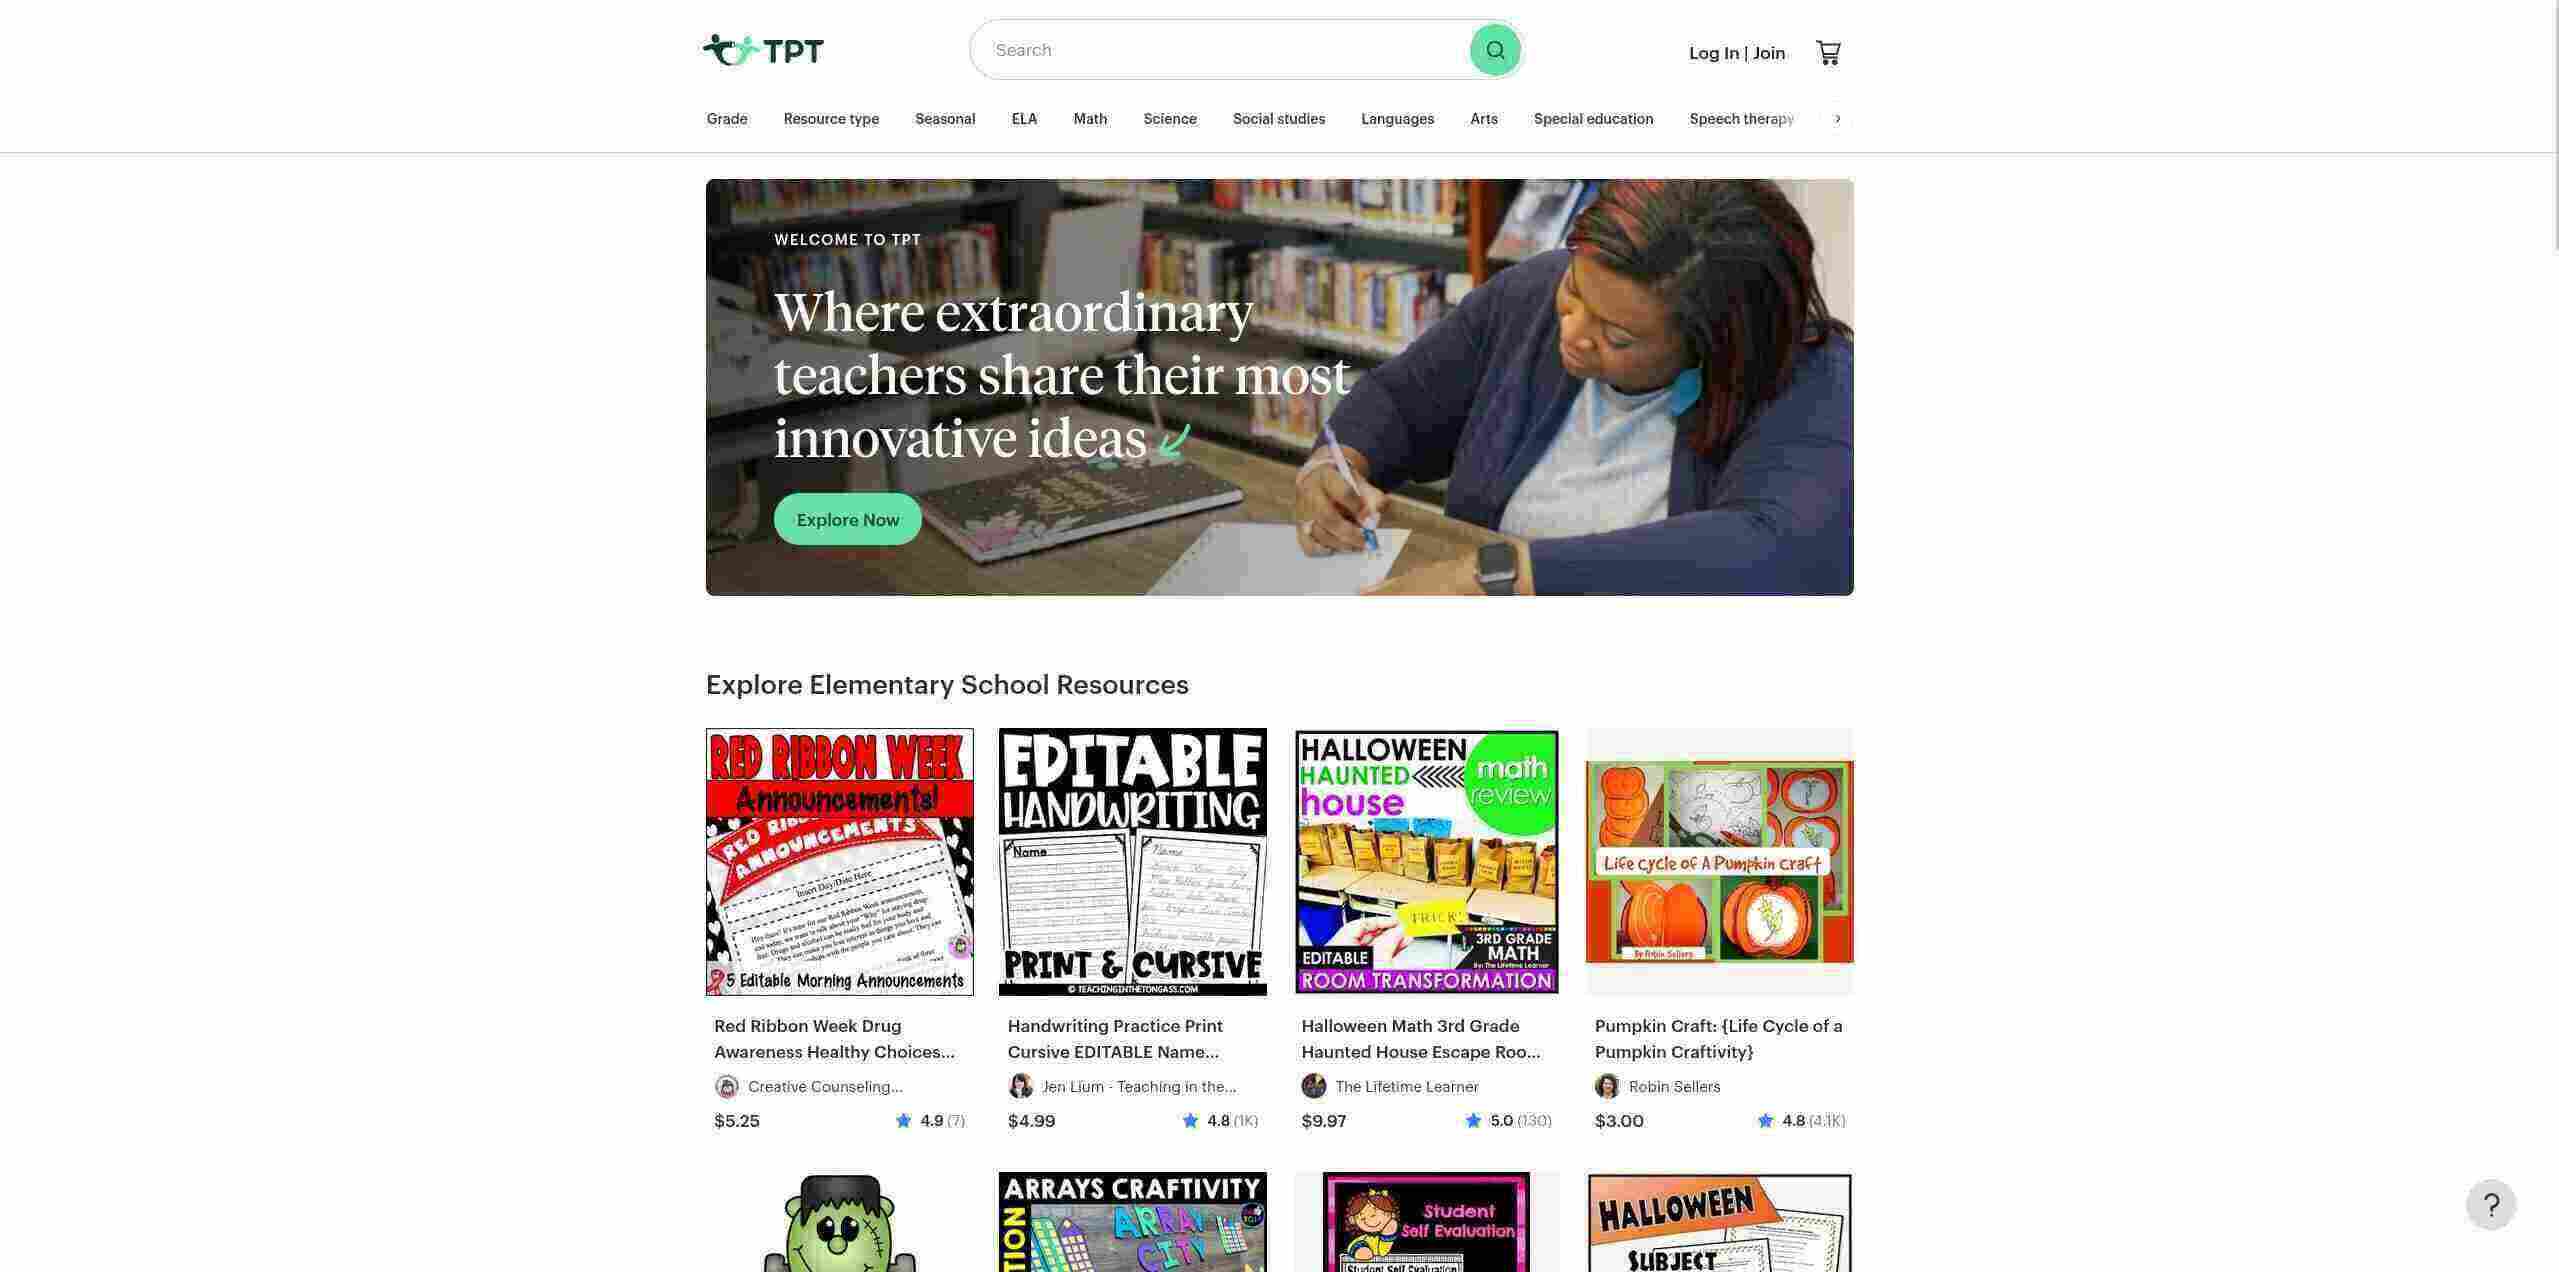 TPT
Search
Log In | Join
Grade
Resource type
Seasonal
ELA
Math
Science
Social studies
Languages
Arts
Special education
Speech therapy
WELCOME TO TPT
Where extraordinary
teachers share their most
innovative ideas
Explore Now
Explore Elementary School Resources
RED RIBBON WEEK
Announcements!
RED RIBB
ANNOUNCEMENTS
Insert Day/Date Here
5 Editable Morning Announcements
Red Ribbon Week Drug
Awareness Healthy Choices...
Creative Counseling...
$5.25
4.9 (7)
EDITABLE
HANDWRITING
Name
Name
PRINT & CURSIVE
© TEACHINGINTHETONGASS.COM
Handwriting Practice Print
Cursive EDITABLE Name...
Jen Lium - Teaching in the...
$4.99
4.8 (1K)
HALLOWEEN
HAUNTED
house
math
review
TRICK!
3RD GRADE
MATH
By: The Lifetime Learner
EDITABLE
ROOM TRANSFORMATION
Halloween Math 3rd Grade
Haunted House Escape Roo...
The Lifetime Learner
$9.97
5.0 (130)
Life Cycle of A Pumpkin Craft
By Robin Sellers
Pumpkin Craft: {Life Cycle of a
Pumpkin Craftivity}
Robin Sellers
$3.00
4.8 (4.1K)
ARRAYS CRAFTIVITY
ARRAY
CITY
TION
Student
Self Evaluation
Student Self Evaluation
HALLOWEEN
SUBJECT
?